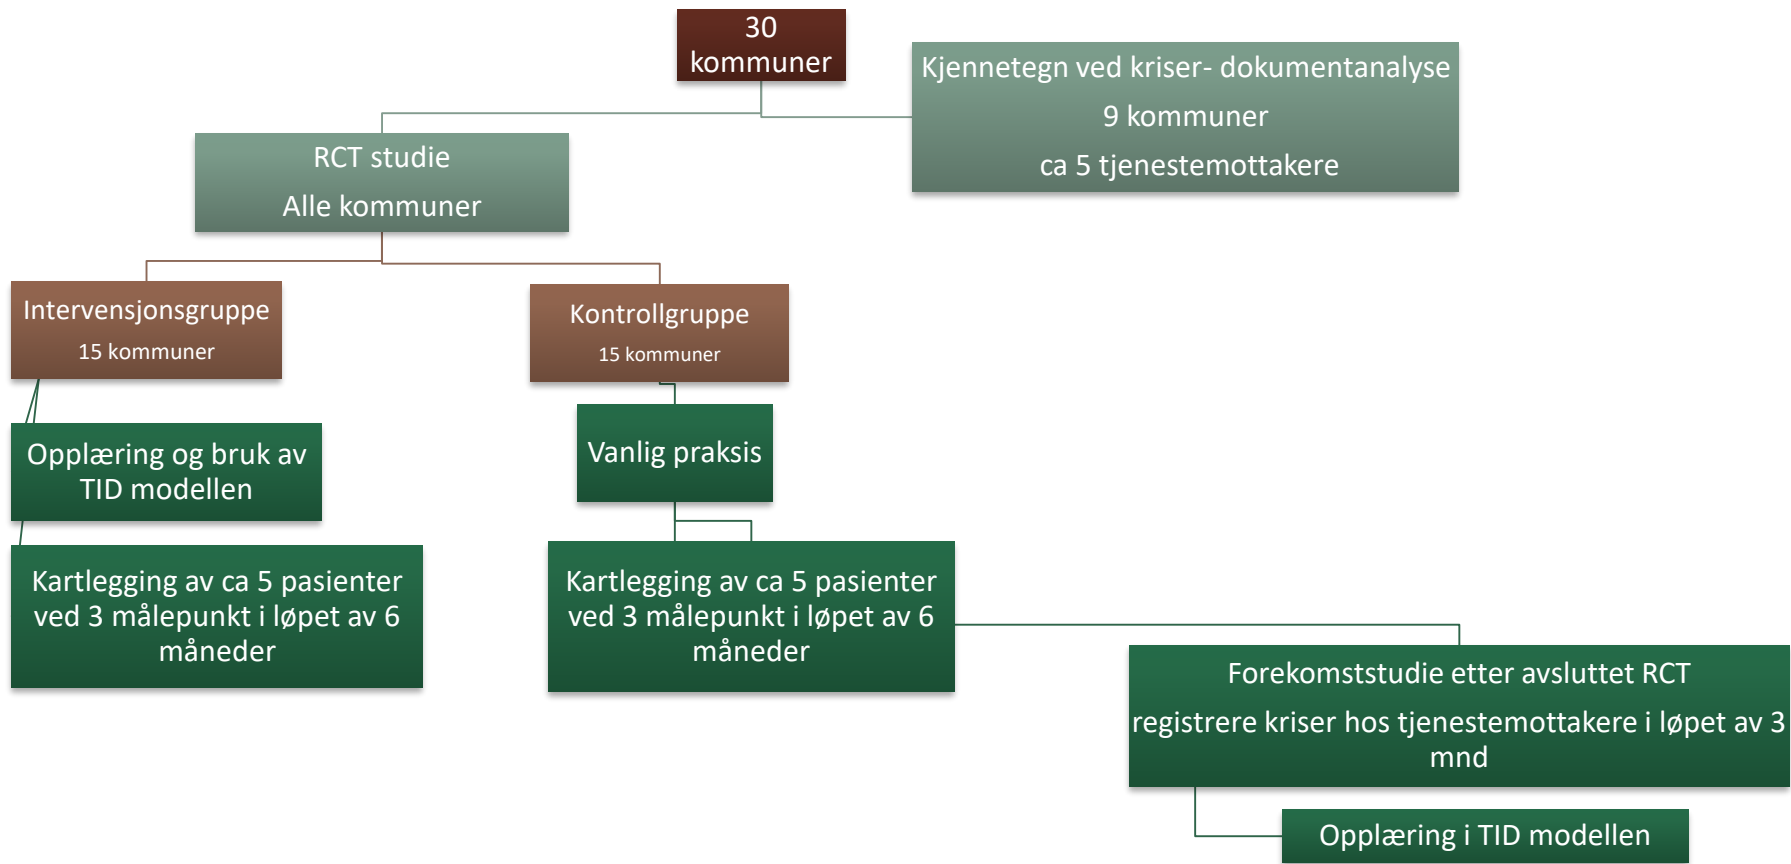 30
kommuner
Kjennetegn ved kriser- dokumentanalyse
9 kommuner
ca 5 tjenestemottakere
RCT studie
Alle kommuner
Intervensjonsgruppe
15 kommuner
Kontrollgruppe
15 kommuner
Opplæring og bruk av
TID modellen
Vanlig praksis
Kartlegging av ca 5 pasienter
ved 3 målepunkt i løpet av 6
måneder
Kartlegging av ca 5 pasienter
ved 3 målepunkt i løpet av 6
måneder
Forekomststudie etter avsluttet RCT
registrere kriser hos tjenestemottakere i løpet av 3
mnd
Opplæring i TID modellen